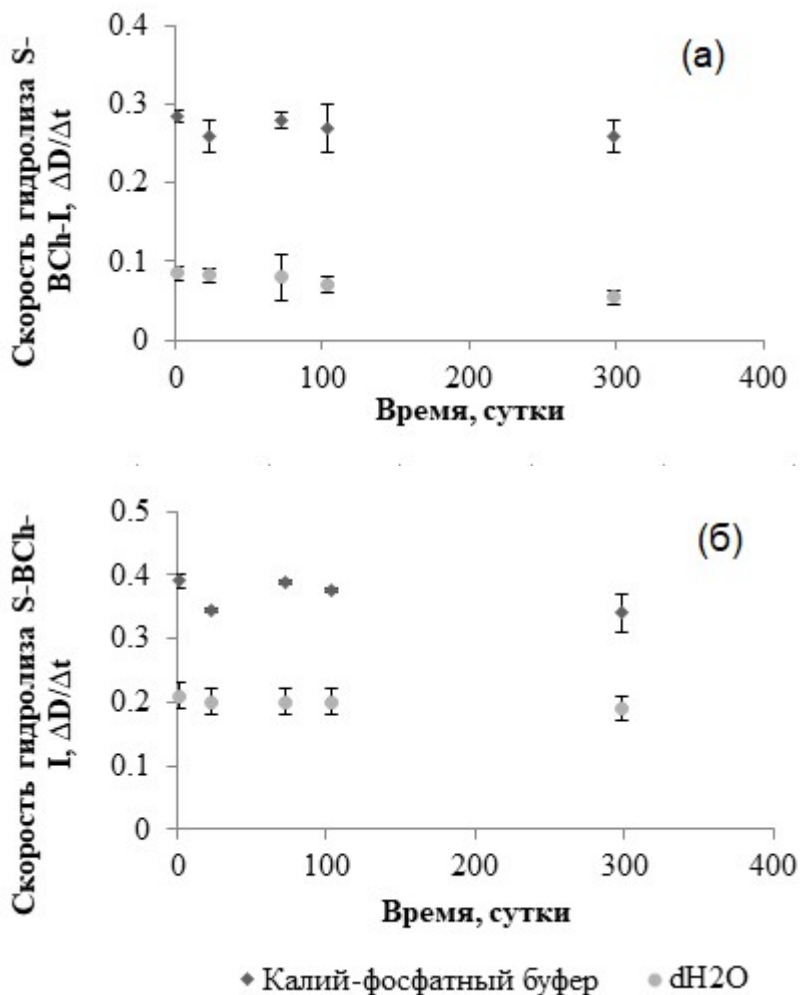 Скорость гидролиза S-
BCh-I, ΔD/Δt
0.4
(а)
0.3
0.2
0.1
0
0 100 200 300 400
Время, сутки
Скорость гидролиза S-BCh-
I, ΔD/Δt
0.5
(б)
0.4
0.3
0.2
0.1
0
0 100 200 300 400
Время, сутки
Калий-фосфатный буфер dH2O